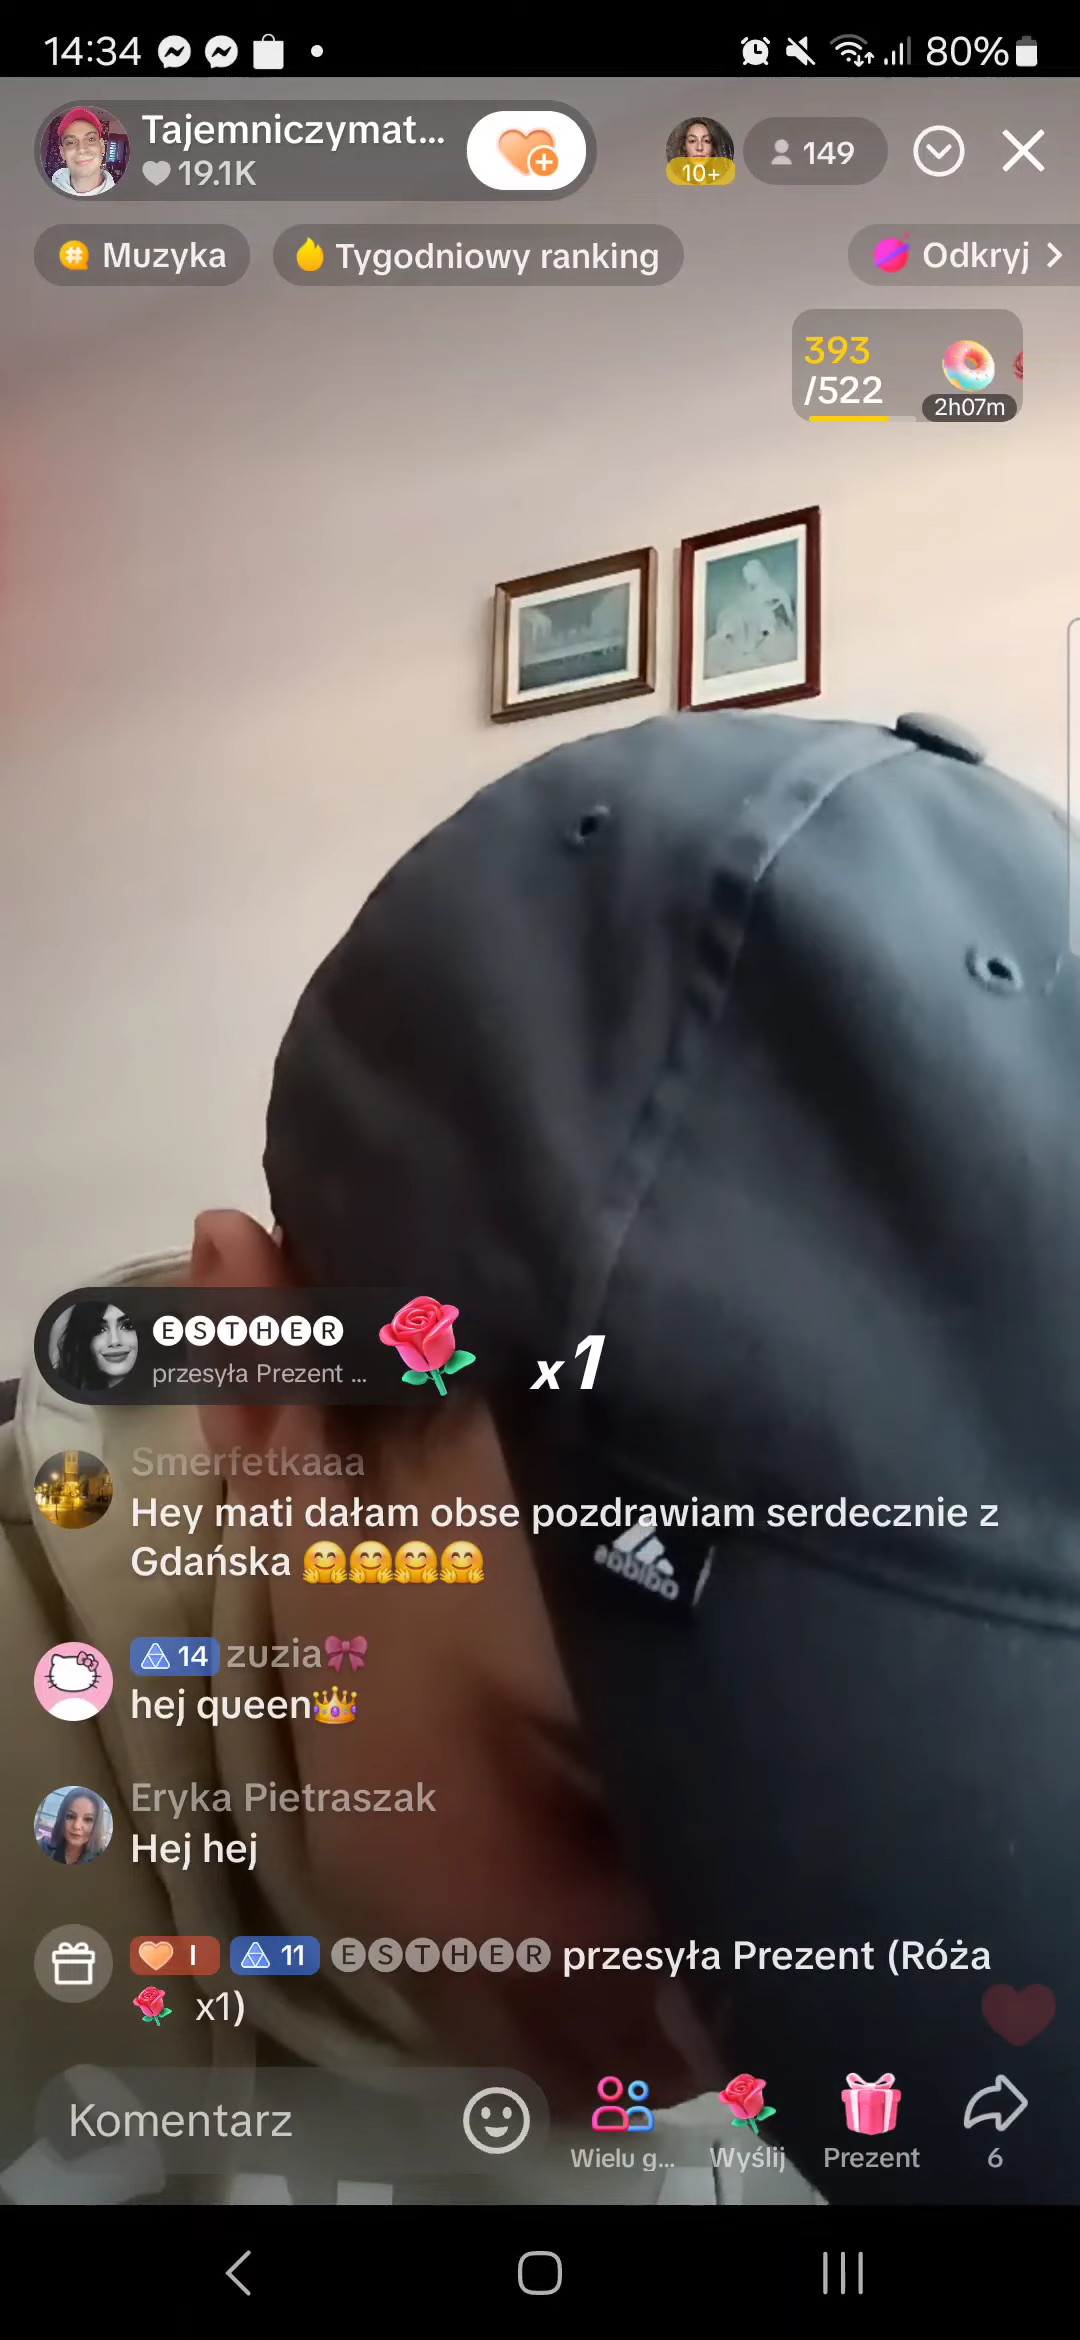 14:34
80%
Tajemniczymat...
19.1K
10+
149
Muzyka
Tygodniowy ranking
Odkryj
393
/522
2h07m
ESTHER
przesyła Prezent ...
x1
Smerfetkaaa
Hey mati dałam obse pozdrawiam serdecznie z
Gdańska 🤗🤗🤗🤗
14 zuzia🎀
hej queen👑
Eryka Pietraszak
Hej hej
I 11 ESTHER przesyła Prezent (Róża
x1)
Komentarz
Wielu g...
Wyślij
Prezent
6
adidas